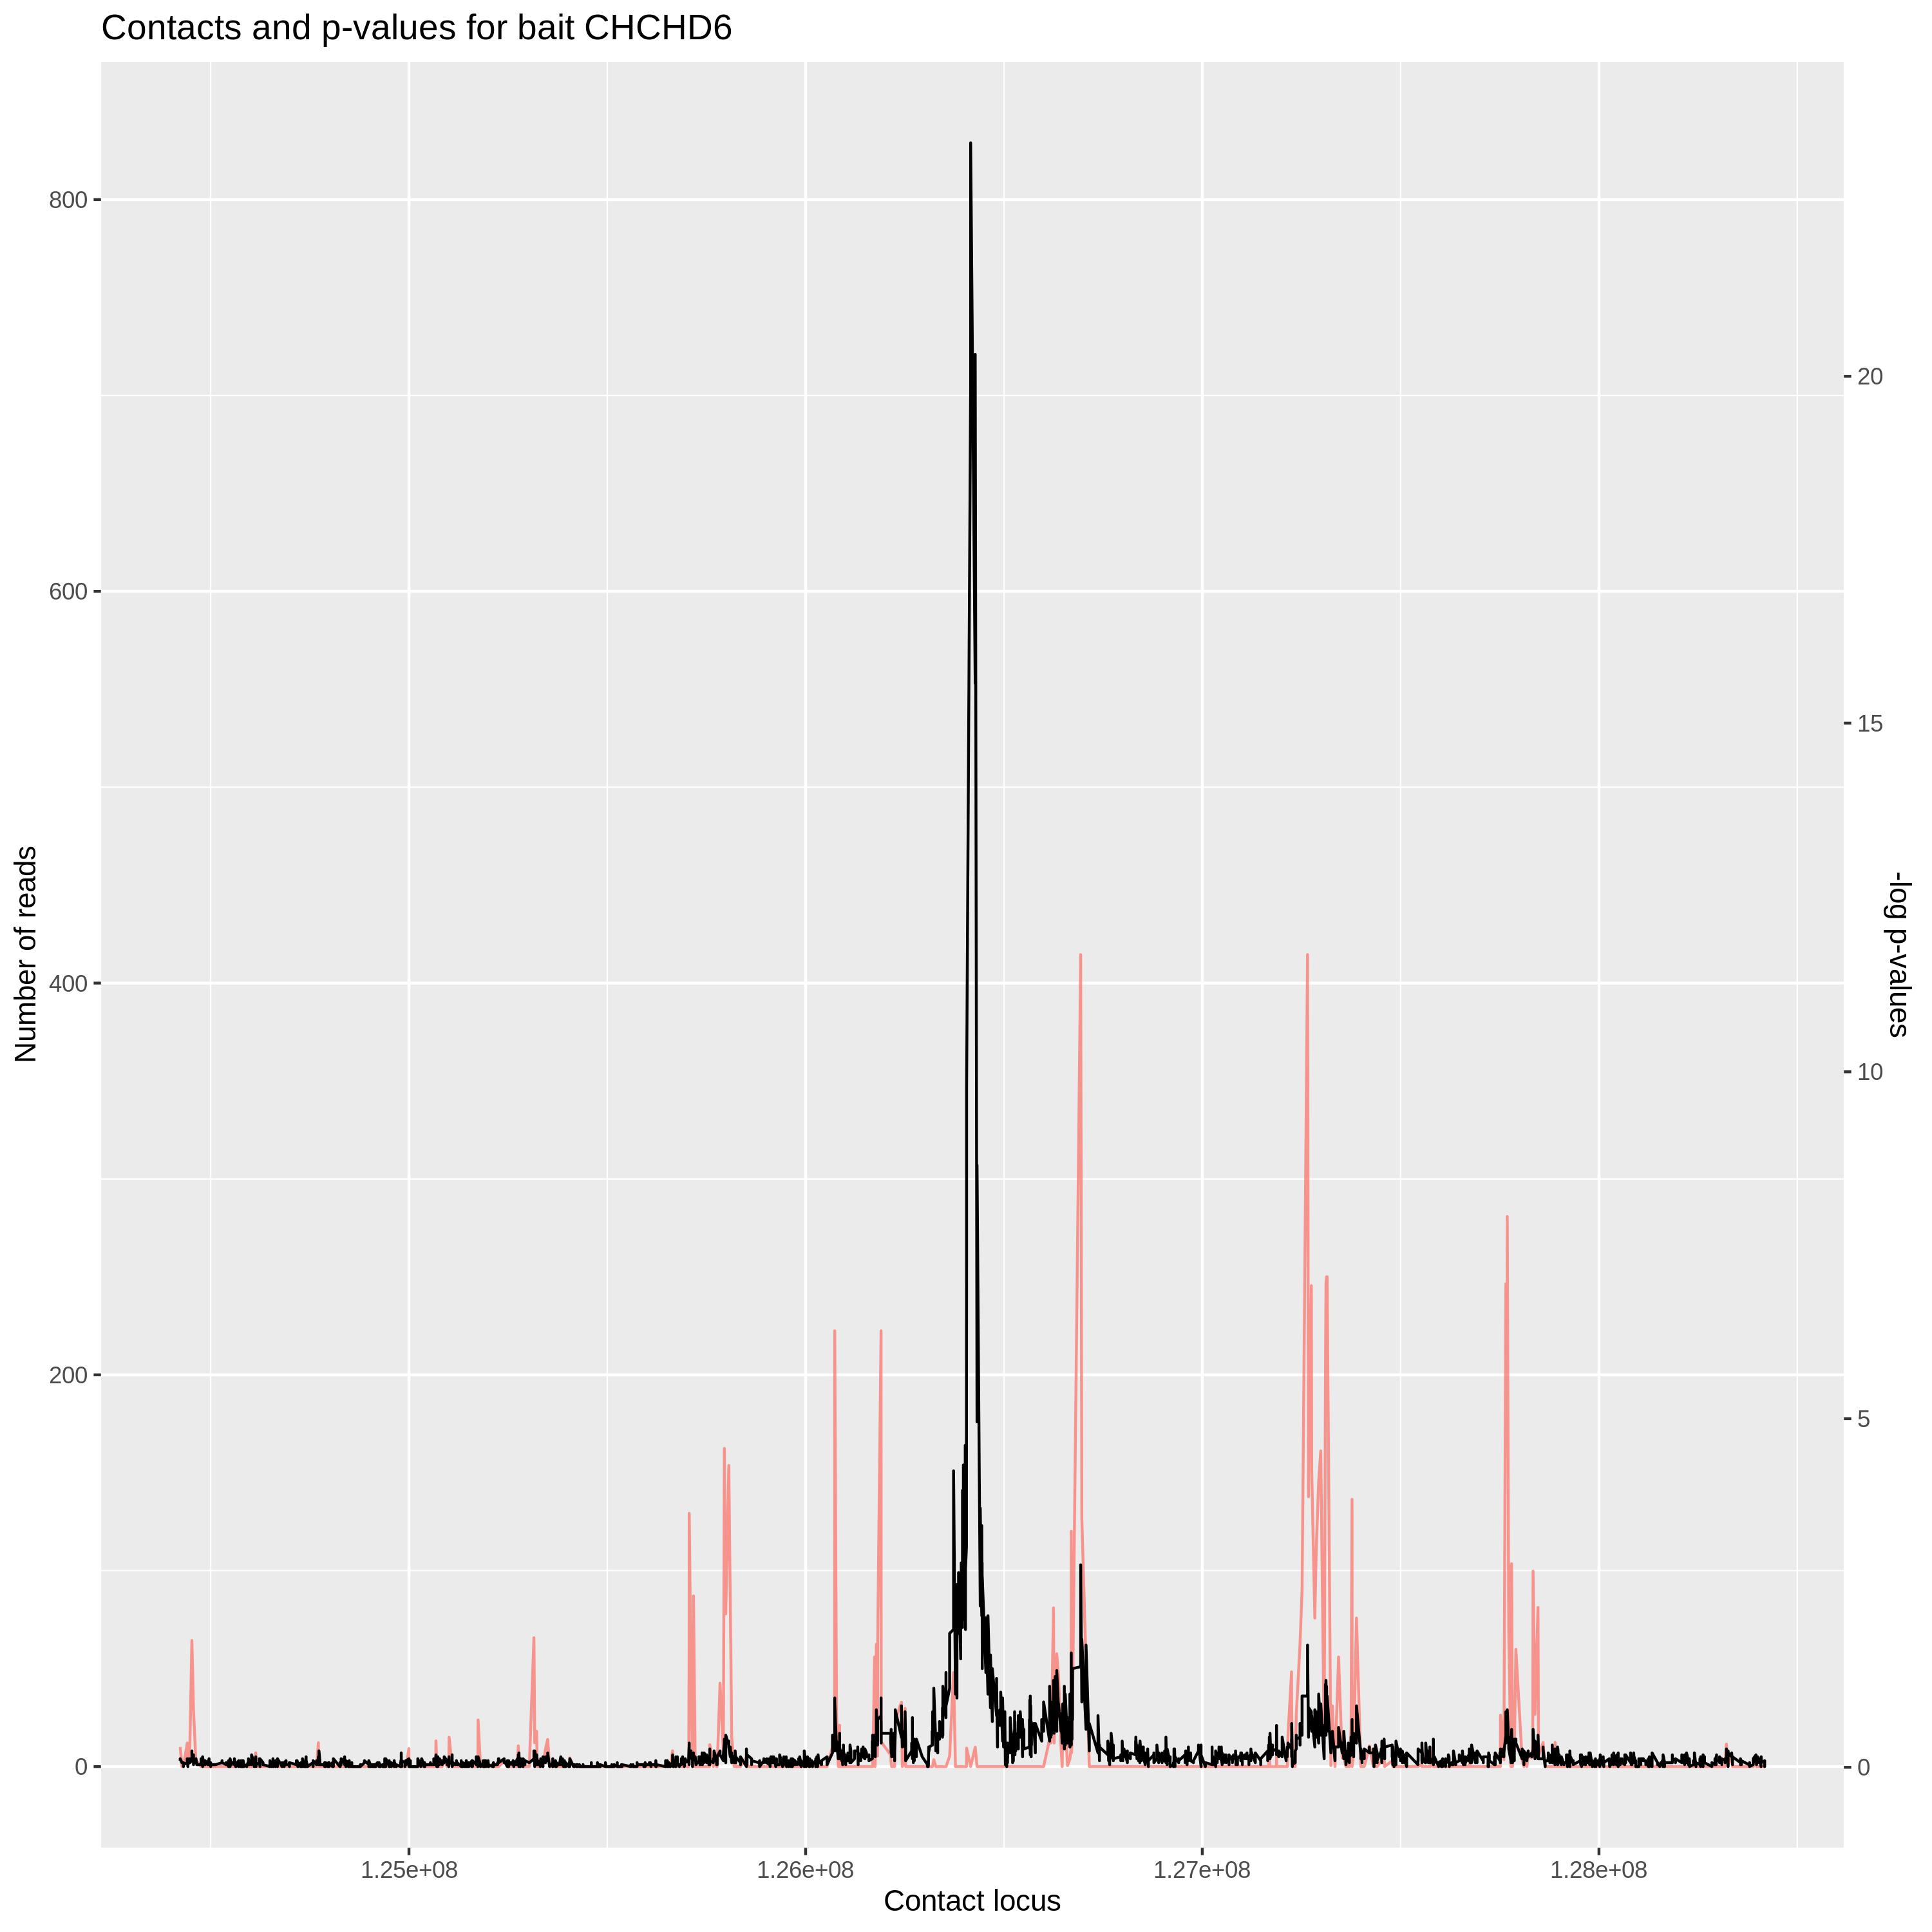 Contacts and p-values for bait CHCHD6
800
600
400
200
0
Number of reads
20
15
10
5
0
-log p-values
1.25e+08
1.26e+08
1.27e+08
1.28e+08
Contact locus